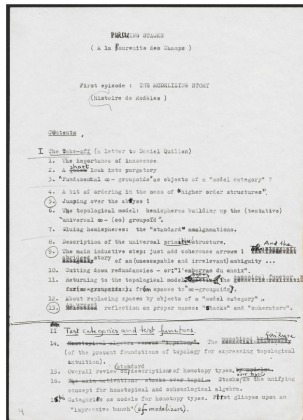 PURSUING STACKS
( A la Poursuite des Champs )
First episode : THE MODELIZING STORY
(histoire de Modèles )
Contents
I The Take-off (a letter to Daniel Quillen)
1. The importance of innocence
2. A short look into purgatory
3. "Fundamental ∞ - groupoids" as objects of a "model category" ?
4. A bit of ordering in the mess of "higher order structures".
5. Jumping over the abyss !
6. The topological model: hemispheres building up the (tentative)
"universal ∞ - (co) groupoid".
7. Gluing hemispheres: the "standard" amalgamations.
8. Description of the universal primitive structure.
9. The main inductive step: just add coherence arrows ! And the
abridged story
of an (unescapable and irrelevant) ambiguity ...
10. Cutting down redundancies - or: "l'embarras du choix".
11. Returning to the topological model
12. About replacing spaces by objects of a "model category".
13. reflection on proper names: "Stacks" and "coherators".
II Test categories and test functors
14. The
(of the present foundations of topology for expressing topological
intuition).
15. Overall review of standard descriptions of homotopy types
16. Stacks as the unifying
concept for homotopical and cohomological algebra.
17. Categories as models for homotopy types. First glimpse upon an
"impressive bunch" (of modelizers).